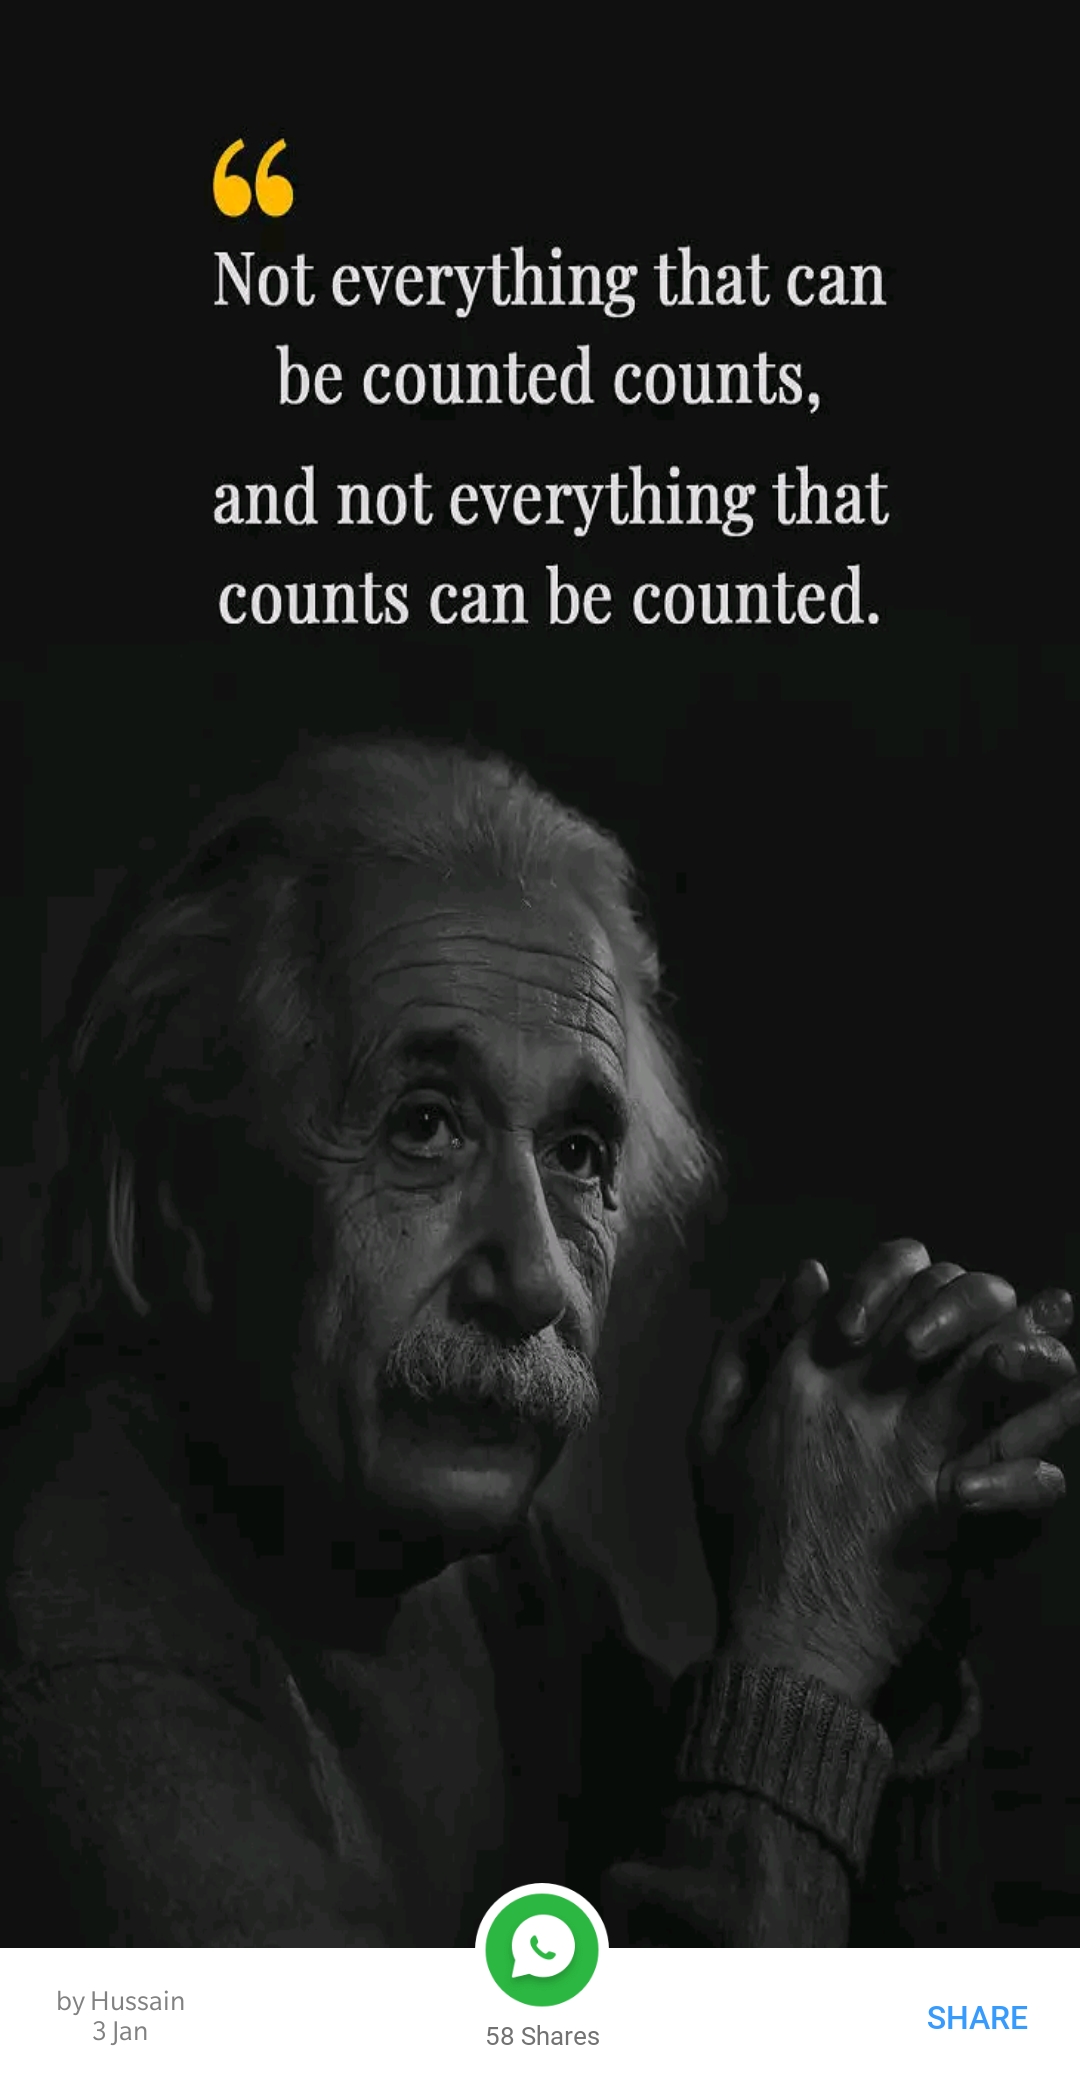 “
Not everything that can
be counted counts,
and not everything that
counts can be counted.
by Hussain
3 Jan
58 Shares
SHARE